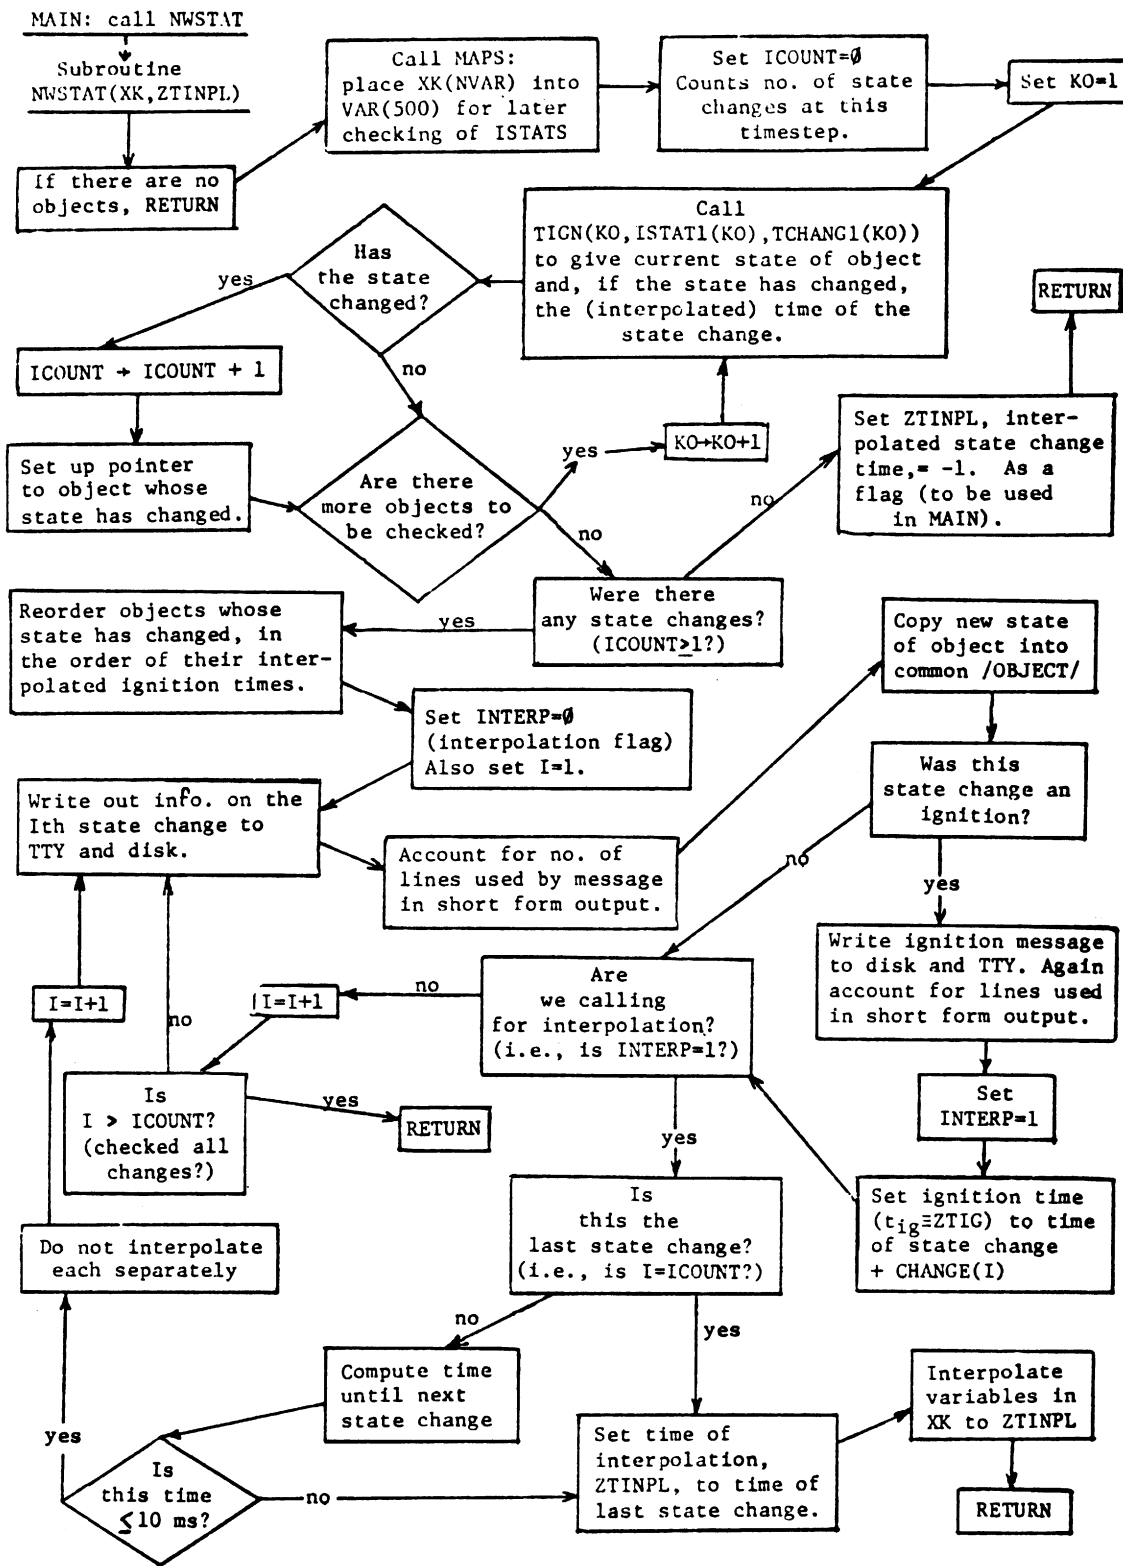 MAIN: call NWSTAT
Subroutine
NWSTAT(XK,ZTINPL)
If there are no
objects, RETURN
Call MAPS:
place XK(NVAR) into
VAR(500) for later
checking of ISTATS
Set ICOUNT=0
Counts no. of state
changes at this
timestep.
Set KO=1
Call
TIGN(KO,ISTAT1(KO),TCHANG1(KO))
to give current state of object
and, if the state has changed,
the (interpolated) time of the
state change.
Has
the state
changed?
yes
no
ICOUNT → ICOUNT + 1
Set up pointer
to object whose
state has changed.
Are there
more objects to
be checked?
yes
KO→KO+1
no
Were there
any state changes?
(ICOUNT≥1?)
no
Set ZTINPL, inter-
polated state change
time,= -1. As a
flag (to be used
in MAIN).
RETURN
yes
Reorder objects whose
state has changed, in
the order of their inter-
polated ignition times.
Set INTERP=0
(interpolation flag)
Also set I=1.
Write out info. on the
Ith state change to
TTY and disk.
Account for no. of
lines used by message
in short form output.
Copy new state
of object into
common /OBJECT/
Was this
state change an
ignition?
no
yes
Write ignition message
to disk and TTY. Again
account for lines used
in short form output.
Set
INTERP=1
Set ignition time
(tig≡ZTIG) to time
of state change
+ CHANGE(I)
Are
we calling
for interpolation?
(i.e., is INTERP=1?)
no
I=I+1
Is
I > ICOUNT?
(checked all
changes?)
no
yes
RETURN
I=I+1
yes
Is
this the
last state change?
(i.e., is I=ICOUNT?)
no
yes
Compute time
until next
state change
Is
this time
≤10 ms?
yes
Do not interpolate
each separately
no
Set time of
interpolation,
ZTINPL, to time of
last state change.
Interpolate
variables in
XK to ZTINPL
RETURN